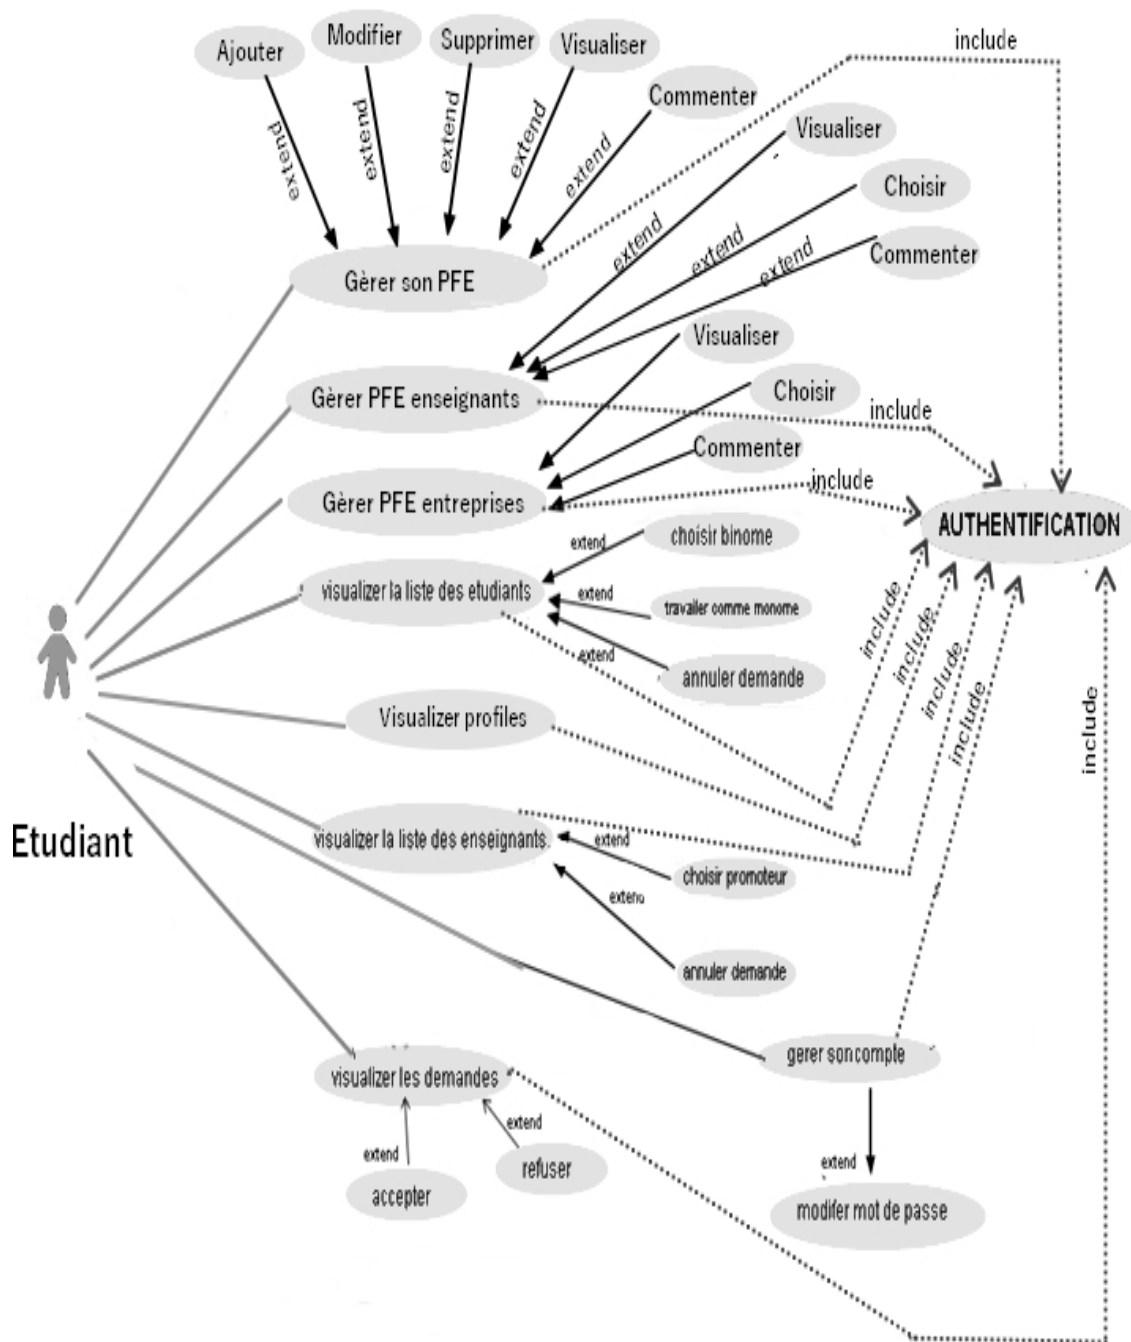 Ajouter
Modifier
Supprimer
Visualiser
include
Commenter
extend
extend
extend
extend
extend
Visualiser
Choisir
extend
extend
extend
Commenter
Gèrer son PFE
Visualiser
Gèrer PFE enseignants
Choisir
include
Commenter
include
Gèrer PFE entreprises
AUTHENTIFICATION
choisir binome
extend
visualizer la liste des etudiants
extend
travailer comme monome
extend
annuler demande
include
include
include
include
include
Visualizer profiles
Etudiant
visualizer la liste des enseignants.
extend
choisir promoteur
exteno
annuler demande
gerer son compte
visualizer les demandes
extend
refuser
extend
accepter
extend
modifer mot de passe